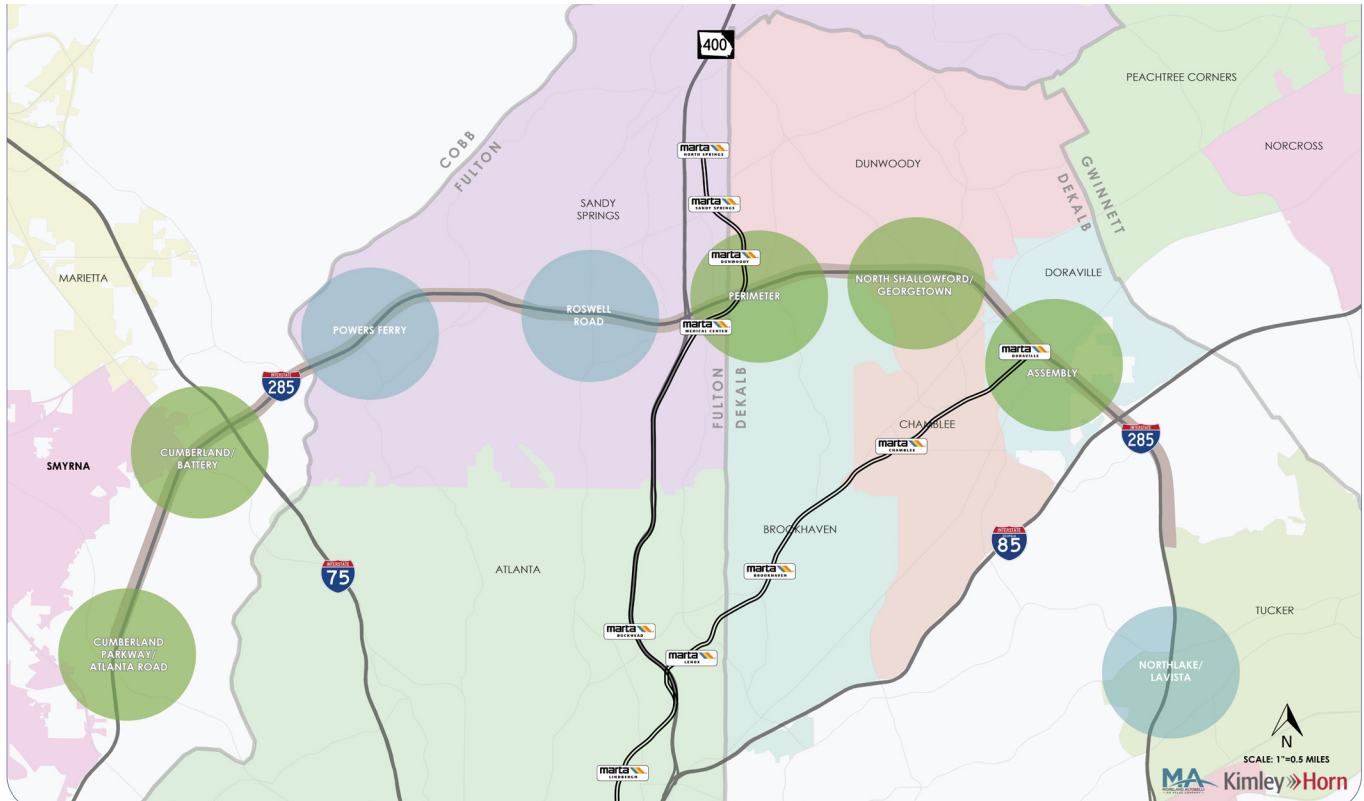 400
PEACHTREE CORNERS
NORCROSS
COBB
FULTON
marta
NORTH SPRINGS
DUNWOODY
GWINNETT
DEKALB
SANDY
SPRINGS
marta
SANDY SPRINGS
marta
DUNWOODY
MARIETTA
DORAVILLE
NORTH SHALLOWFORD/
GEORGETOWN
PERIMETER
ROSWELL
ROAD
POWERS FERRY
marta
MEDICAL CENTER
marta
DORAVILLE
ASSEMBLY
INTERSTATE
285
FULTON
DEKALB
CHAMBLEE
marta
CHAMBLEE
INTERSTATE
285
CUMBERLAND/
BATTERY
SMYRNA
BROOKHAVEN
INTERSTATE
85
INTERSTATE
75
ATLANTA
marta
BROOKHAVEN
TUCKER
marta
BUCKHEAD
marta
LENOX
CUMBERLAND
PARKWAY/
ATLANTA ROAD
NORTHLAKE/
LAVISTA
N
SCALE: 1"=0.5 MILES
marta
LINDBERGH
MA
MORELAND ALTOBELLI
Kimley»Horn